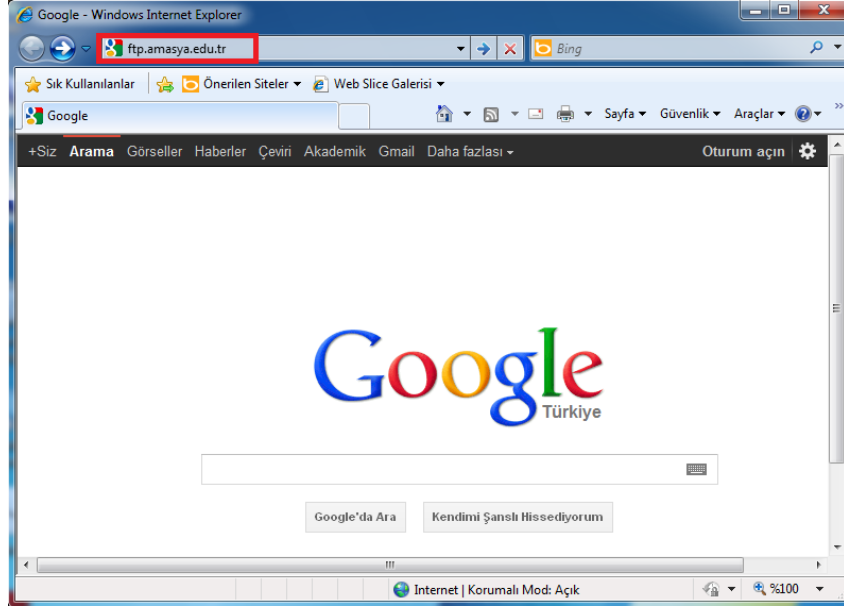 Google - Windows Internet Explorer
ftp.amasya.edu.tr
Bing
Sık Kullanılanlar Önerilen Siteler Web Slice Galerisi
Google Sayfa Güvenlik Araçlar
+Siz Arama Görseller Haberler Çeviri Akademik Gmail Daha fazlası Oturum açın
Google
Türkiye
Google'da Ara Kendimi Şanslı Hissediyorum
Internet | Korumalı Mod: Açık %100